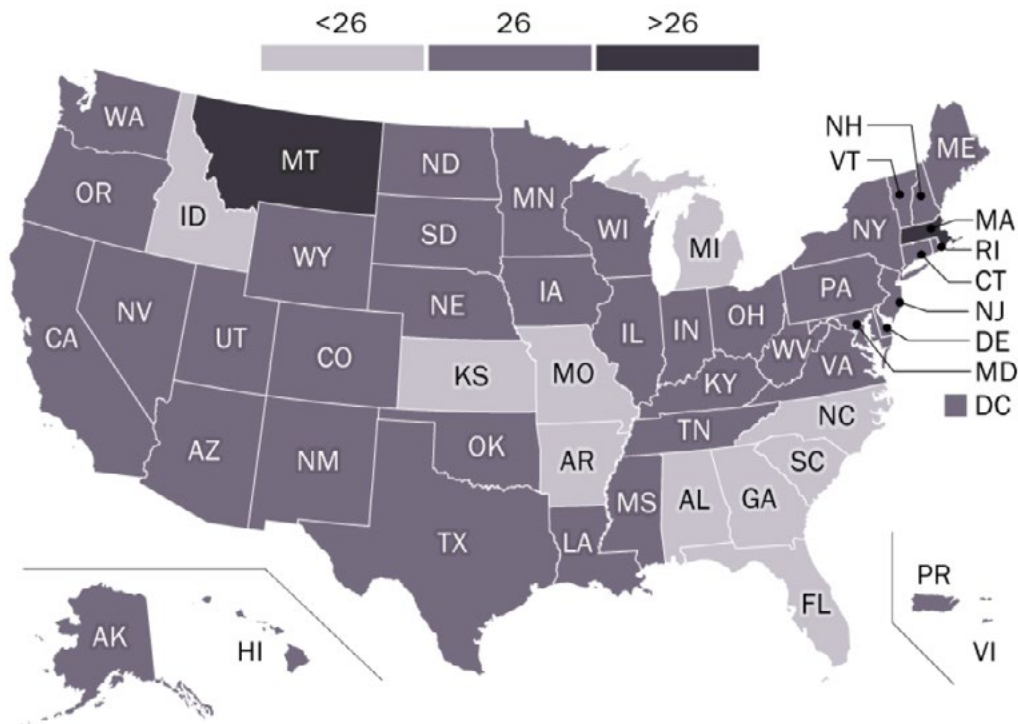 <26 26 >26
WA
MT
ND
MN
OR
ID
SD
WI
MI
NY
ME
NH
VT
MA
RI
CT
NJ
DE
MD
DC
WY
NE
IA
PA
NV
UT
CO
IL
IN
OH
WV
VA
CA
KS
MO
KY
NC
AZ
NM
OK
AR
TN
SC
MS
AL
GA
TX
LA
FL
AK
HI
PR
VI